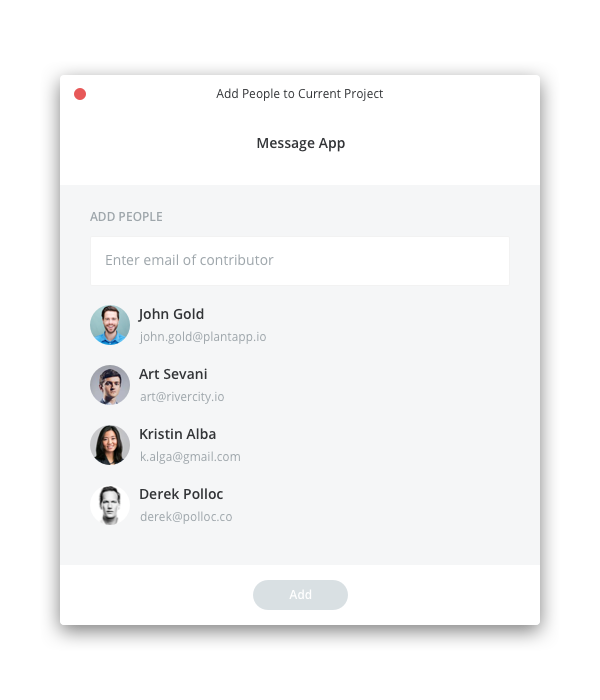 Add People to Current Project
Message App
ADD PEOPLE
Enter email of contributor
John Gold
john.gold@plantapp.io
Art Sevani
art@rivercity.io
Kristin Alba
k.alga@gmail.com
Derek Polloc
derek@polloc.co
Add